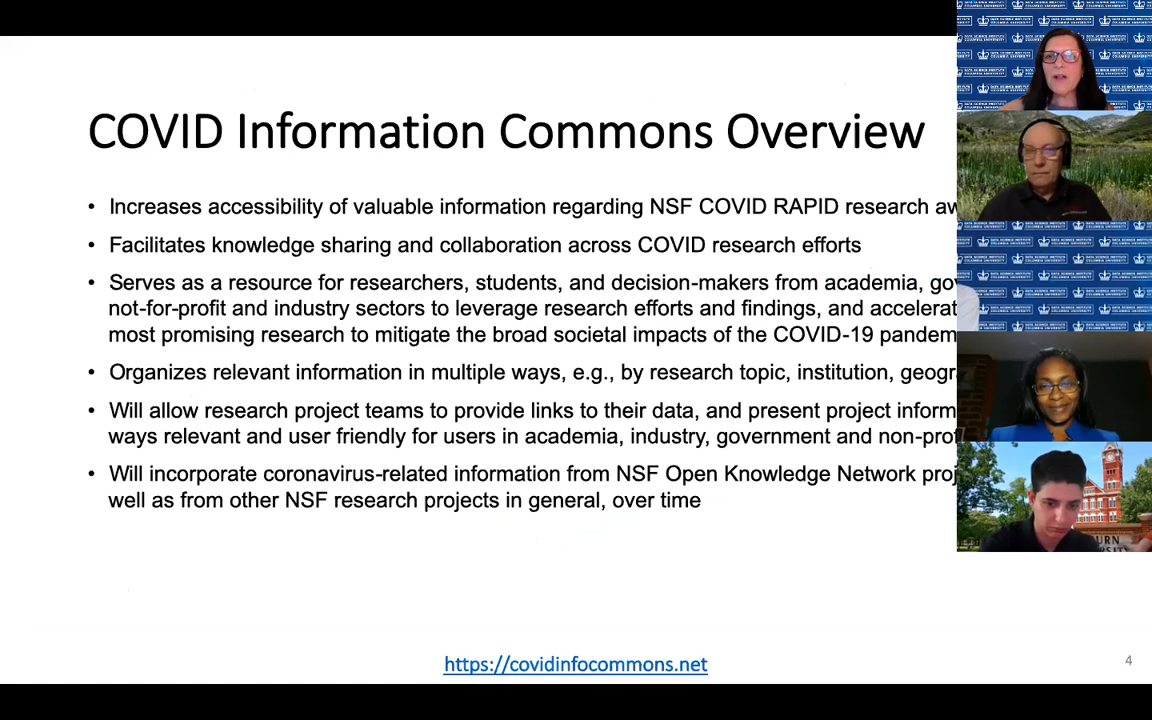 COVID Information Commons Overview
• Increases accessibility of valuable information regarding NSF COVID RAPID research aw
• Facilitates knowledge sharing and collaboration across COVID research efforts
• Serves as a resource for researchers, students, and decision-makers from academia, gov
not-for-profit and industry sectors to leverage research efforts and findings, and accelerat
most promising research to mitigate the broad societal impacts of the COVID-19 pandem
• Organizes relevant information in multiple ways, e.g., by research topic, institution, geogr
• Will allow research project teams to provide links to their data, and present project inform
ways relevant and user friendly for users in academia, industry, government and non-prof
• Will incorporate coronavirus-related information from NSF Open Knowledge Network proj
well as from other NSF research projects in general, over time
https://covidinfocommons.net
4
DATA SCIENCE INSTITUTE
COLUMBIA UNIVERSITY